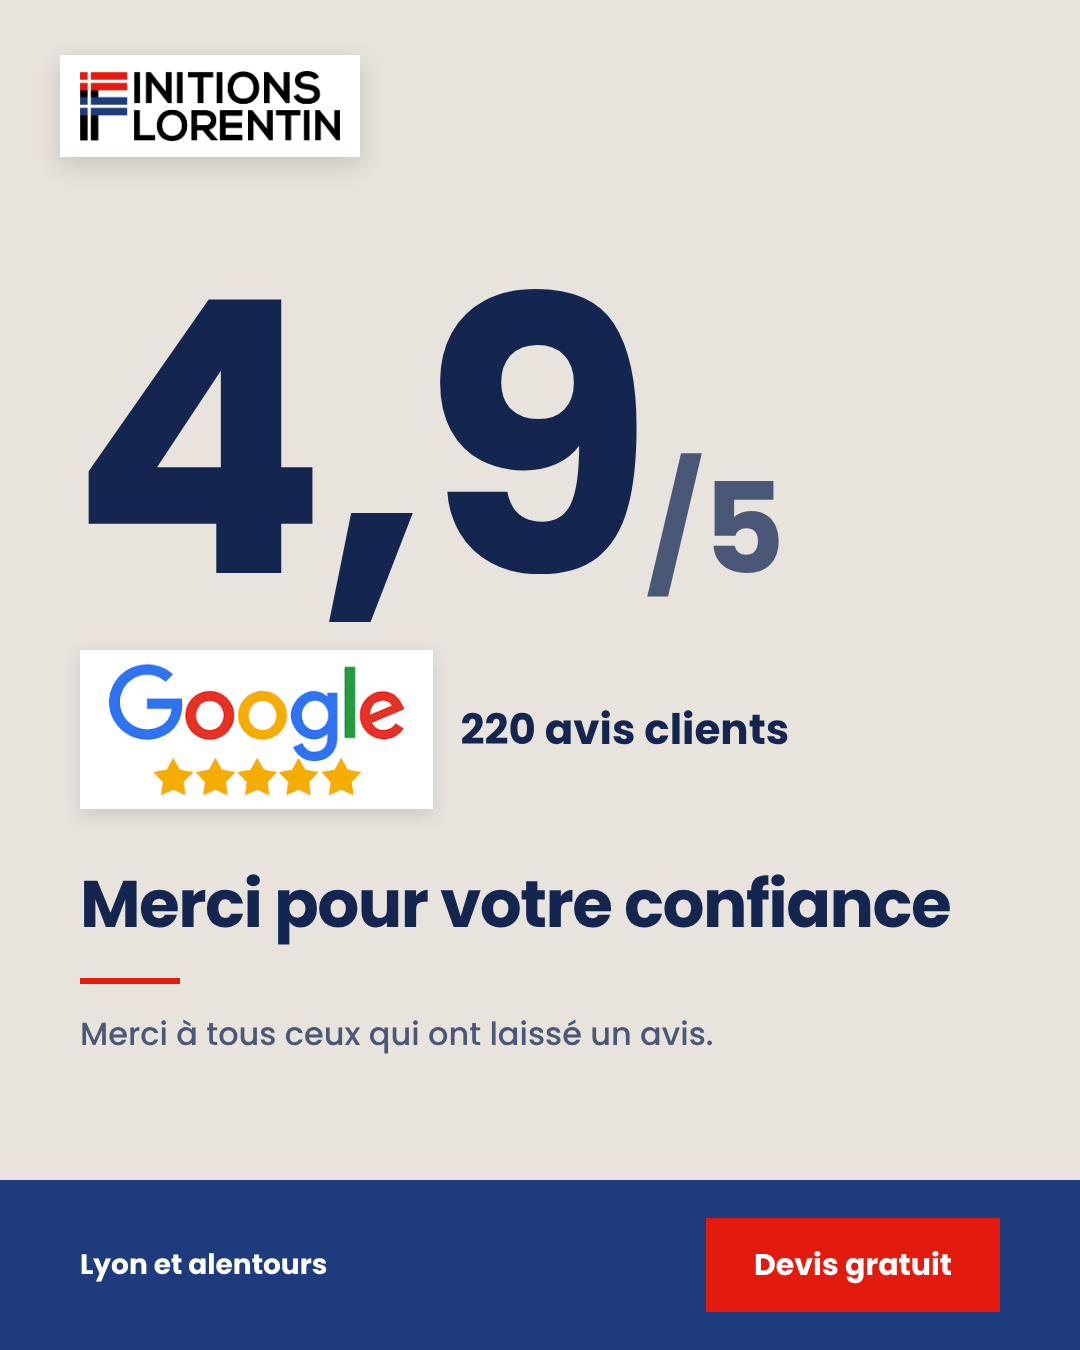 FINITIONS
FLORENTIN
4,9/5
Google
220 avis clients
Merci pour votre confiance
Merci à tous ceux qui ont laissé un avis.
Lyon et alentours
Devis gratuit